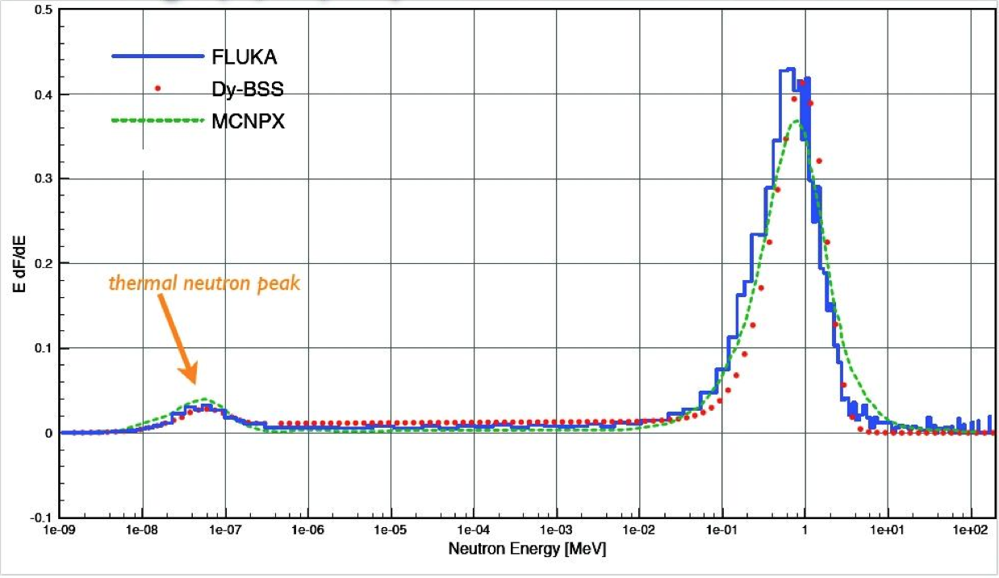 0.5
FLUKA
Dy-BSS
MCNPX
0.4
0.3
0.2
0.1
0
-0.1
E dF/dE
thermal neutron peak
1e-09 1e-08 1e-07 1e-06 1e-05 1e-04 1e-03 1e-02 1e-01 1 1e+01 1e+02
Neutron Energy [MeV]